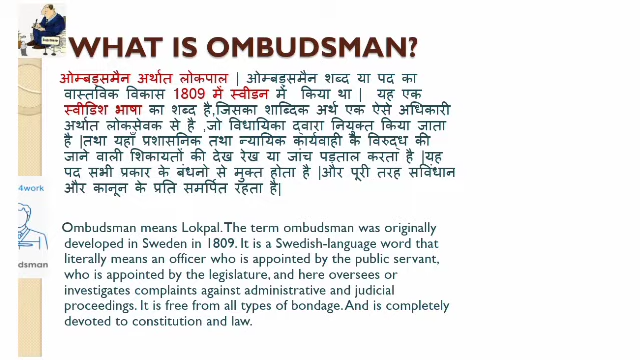 WHAT IS OMBUDSMAN?
ओम्बड्समैन अर्थात लोकपाल | ओम्बड्समैन शब्द या पद का
वास्तविक विकास 1809 में स्वीडन में किया था | यह एक
स्वीडिश भाषा का शब्द है,जिसका शाब्दिक अर्थ एक ऐसे अधिकारी
अर्थात लोकसेवक से है ,जो विधायिका द्वारा नियुक्त किया जाता
है |तथा यहाँ प्रशासनिक तथा न्यायिक कार्यवाही के विरुद्ध की
जाने वाली शिकायतों की देख रेख या जांच पड़ताल करता है |यह
पद सभी प्रकार के बंधनो से मुक्त होता है |और पूरी तरह सविंधान
और कानून के प्रति समर्पित रहता है|
4work
dsman
Ombudsman means Lokpal. The term ombudsman was originally
developed in Sweden in 1809. It is a Swedish-language word that
literally means an officer who is appointed by the public servant,
who is appointed by the legislature, and here oversees or
investigates complaints against administrative and judicial
proceedings. It is free from all types of bondage. And is completely
devoted to constitution and law.